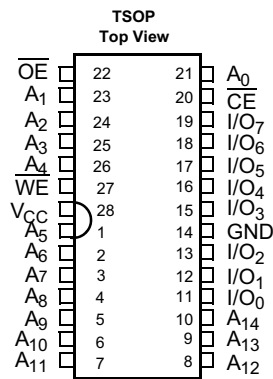 TSOP
Top View
OE 22 21 A0
A1 23 20 CE
A2 24 19 I/O7
A3 25 18 I/O6
A4 26 17 I/O5
WE 27 16 I/O4
VCC 28 15 I/O3
A5 1 14 GND
A6 2 13 I/O2
A7 3 12 I/O1
A8 4 11 I/O0
A9 5 10 A14
A10 6 9 A13
A11 7 8 A12